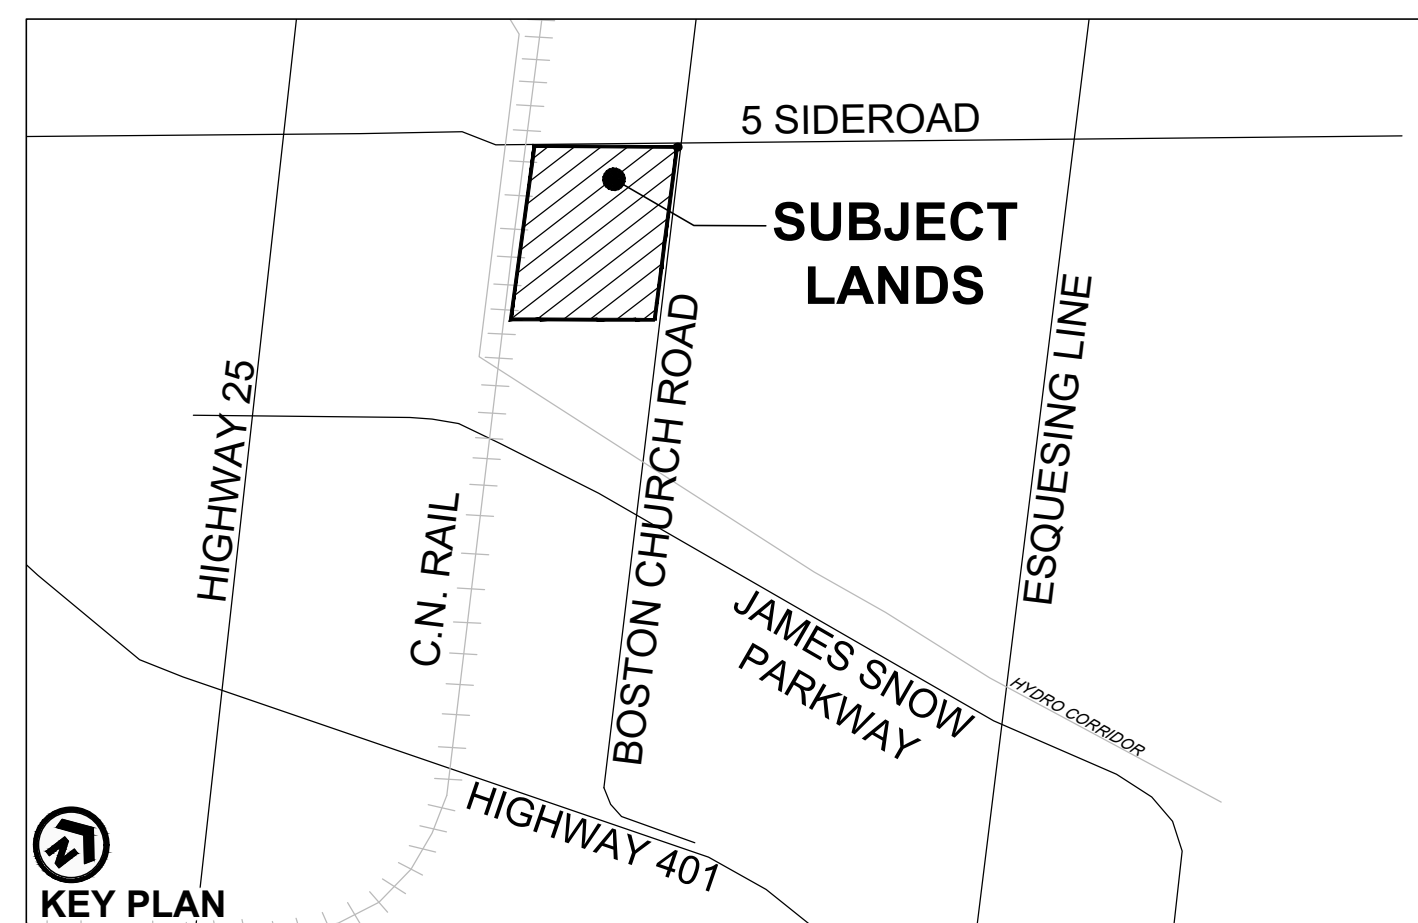 5 SIDEROAD
SUBJECT
LANDS
HIGHWAY 25
C.N. RAIL
BOSTON CHURCH ROAD
ESQUESING LINE
JAMES SNOW
PARKWAY
HYDRO CORRIDOR
HIGHWAY 401
N
KEY PLAN